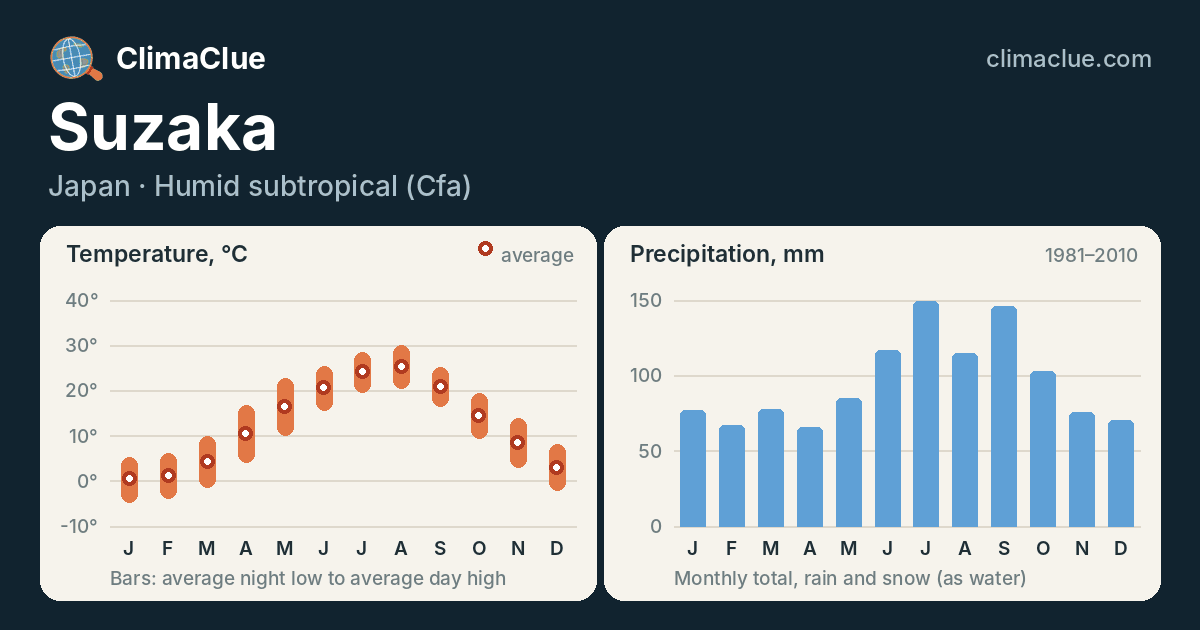 ClimaClue
climaclue.com
Suzaka
Japan · Humid subtropical (Cfa)
Temperature, °C
average
40°
30°
20°
10°
0°
-10°
J F M A M J J A S O N D
Bars: average night low to average day high
Precipitation, mm
1981–2010
150
100
50
0
J F M A M J J A S O N D
Monthly total, rain and snow (as water)